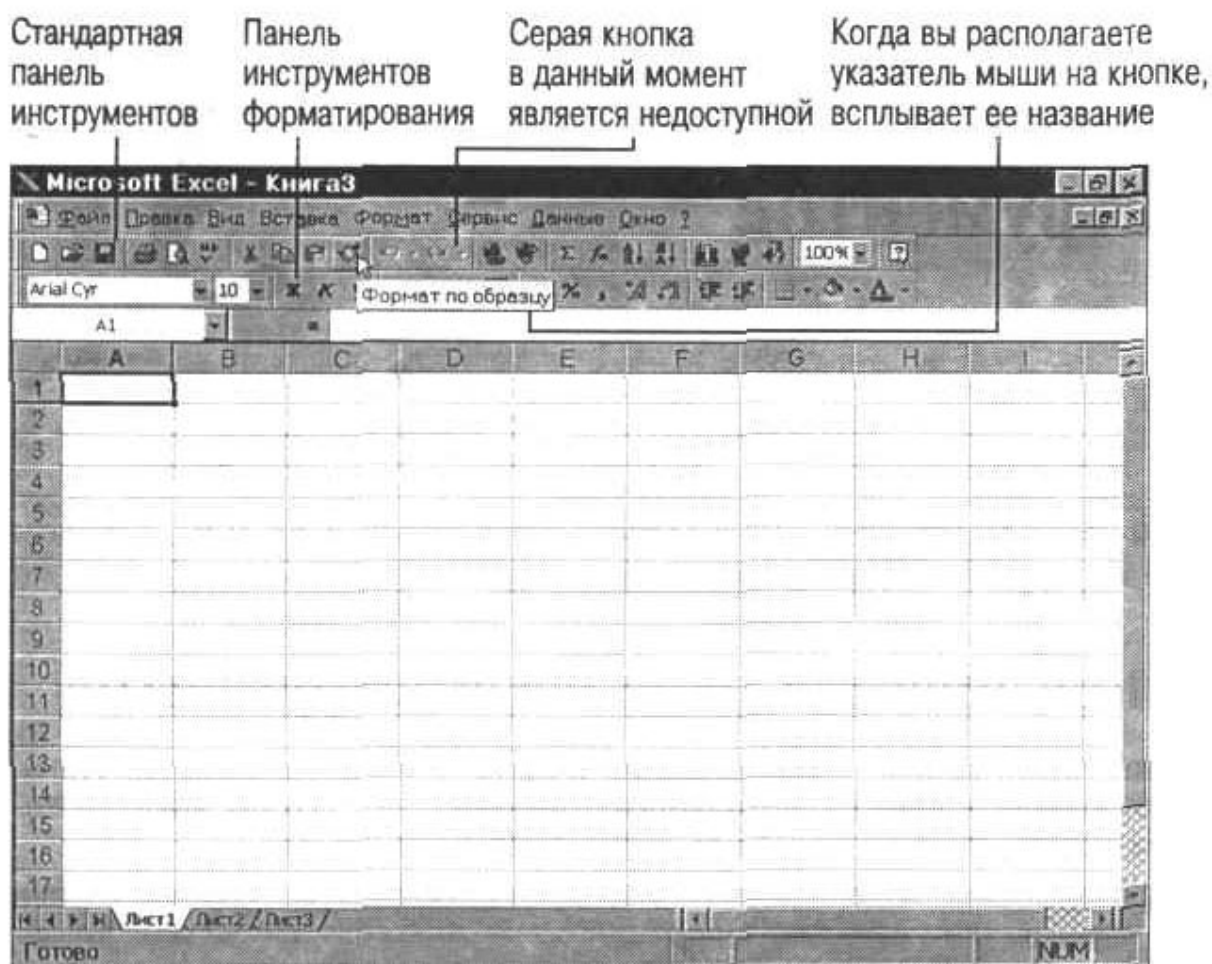 Стандартная
панель
инструментов
Панель
инструментов
форматирования
Серая кнопка
в данный момент
является недоступной
Когда вы располагаете
указатель мыши на кнопке,
всплывает ее название
Microsoft Excel - Книга3
Файл Правка Вид Вставка Формат Сервис Данные Окно ?
100%
Arial Cyr 10 Ж К % ,
Формат по образцу
A1 =
A B C D E F G H I
1
2
3
4
5
6
7
8
9
10
11
12
13
14
15
16
17
Лист1 Лист2 Лист3
Готово NUM